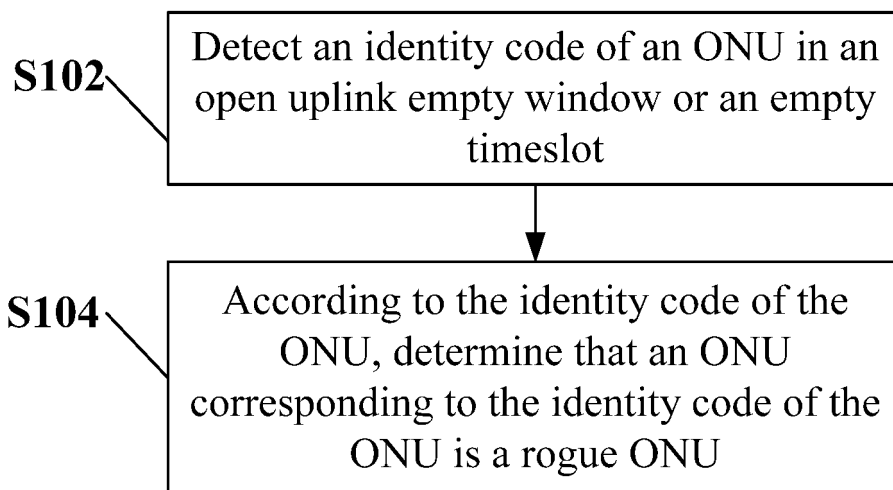 S102
Detect an identity code of an ONU in an
open uplink empty window or an empty
timeslot
S104
According to the identity code of the
ONU, determine that an ONU
corresponding to the identity code of the
ONU is a rogue ONU